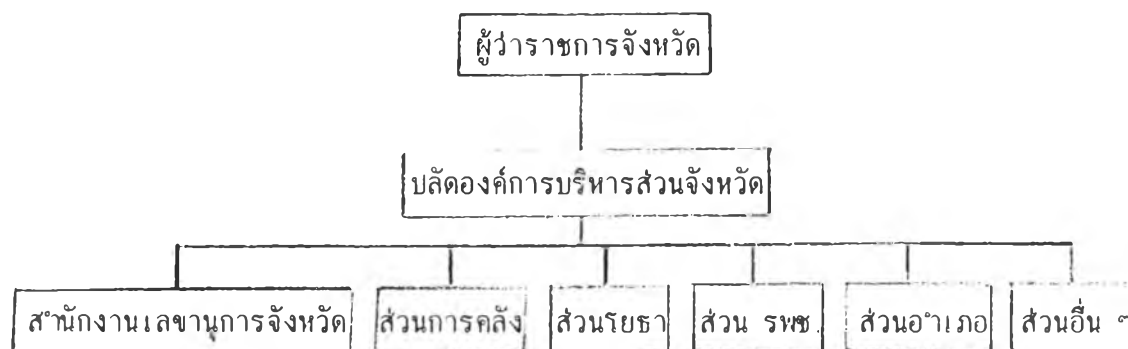 ผู้ว่าราชการจังหวัด
ปลัดองค์การบริหารส่วนจังหวัด
สำนักงานเลขานุการจังหวัด ส่วนการคลัง ส่วนโยธา ส่วน รพช. ส่วนอำเภอ ส่วนอื่น ๆ